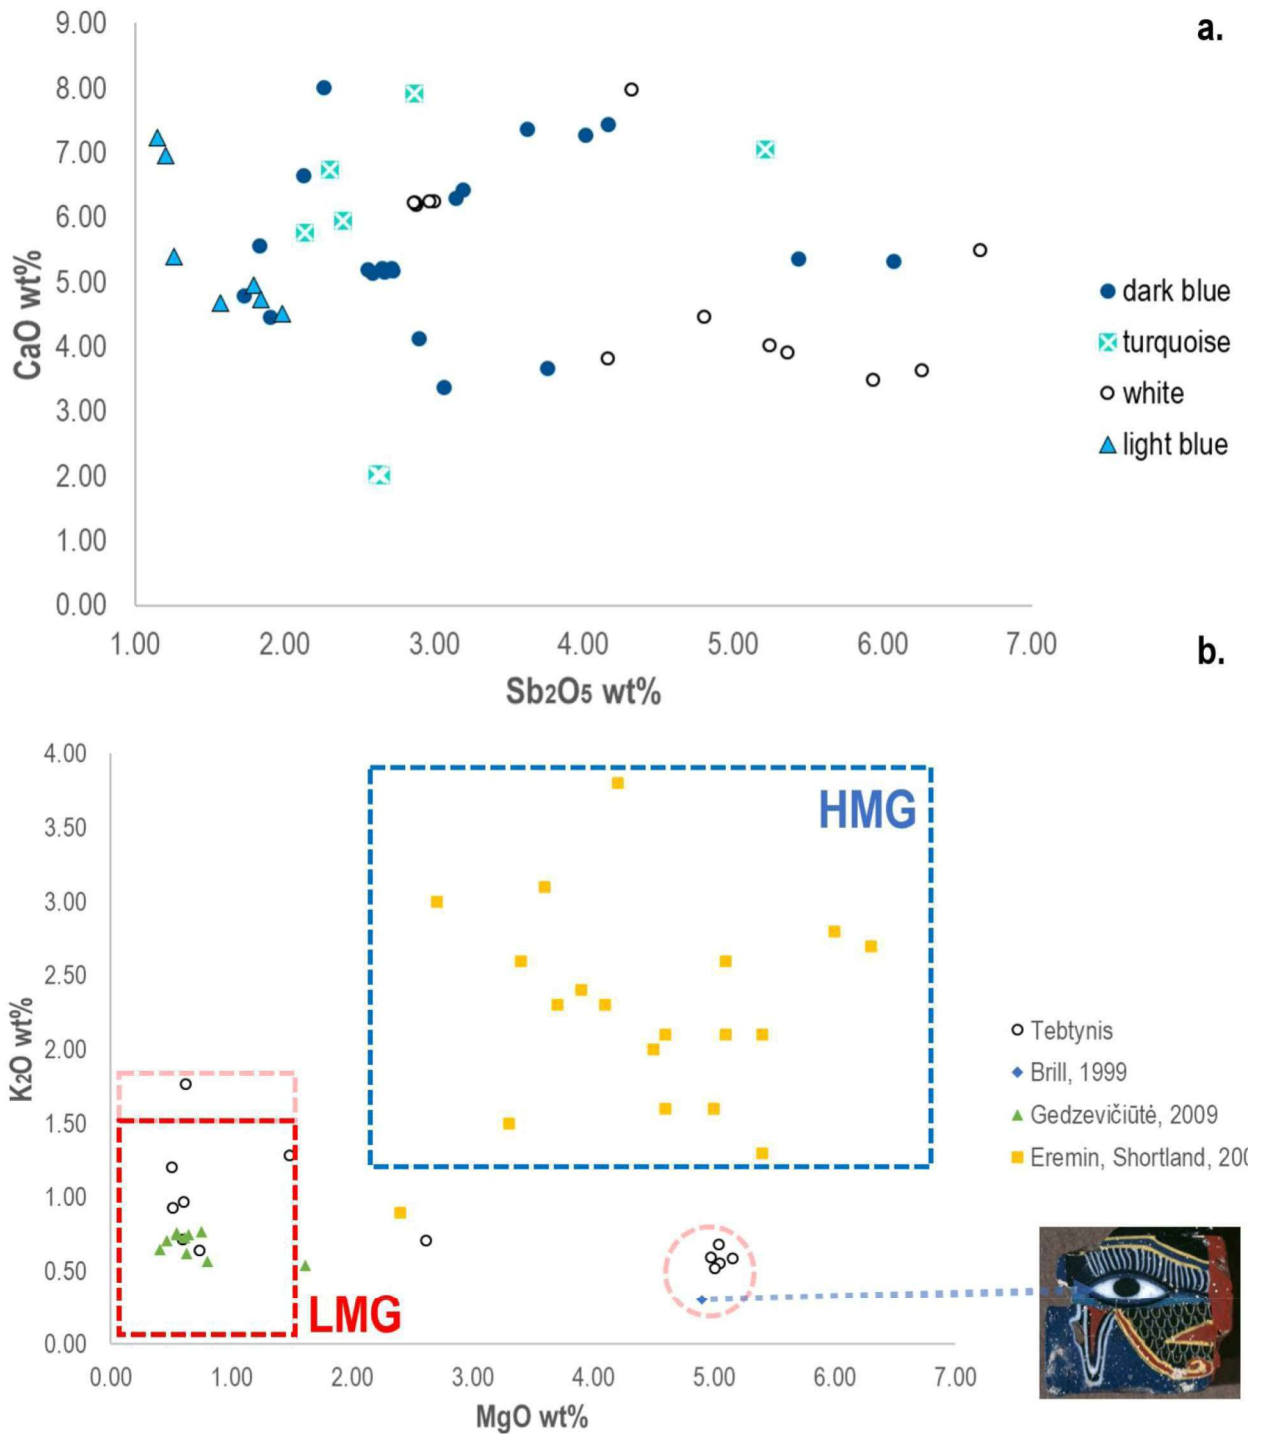 a.
9.00
8.00
7.00
6.00
5.00
4.00
3.00
2.00
1.00
0.00
CaO wt%
1.00 2.00 3.00 4.00 5.00 6.00 7.00
Sb2O5 wt%
dark blue
turquoise
white
light blue
b.
4.00
3.50
3.00
2.50
2.00
1.50
1.00
0.50
0.00
K2O wt%
HMG
LMG
0.00 1.00 2.00 3.00 4.00 5.00 6.00 7.00
MgO wt%
Tebtynis
Brill, 1999
Gedzevičiūtė, 2009
Eremin, Shortland, 200